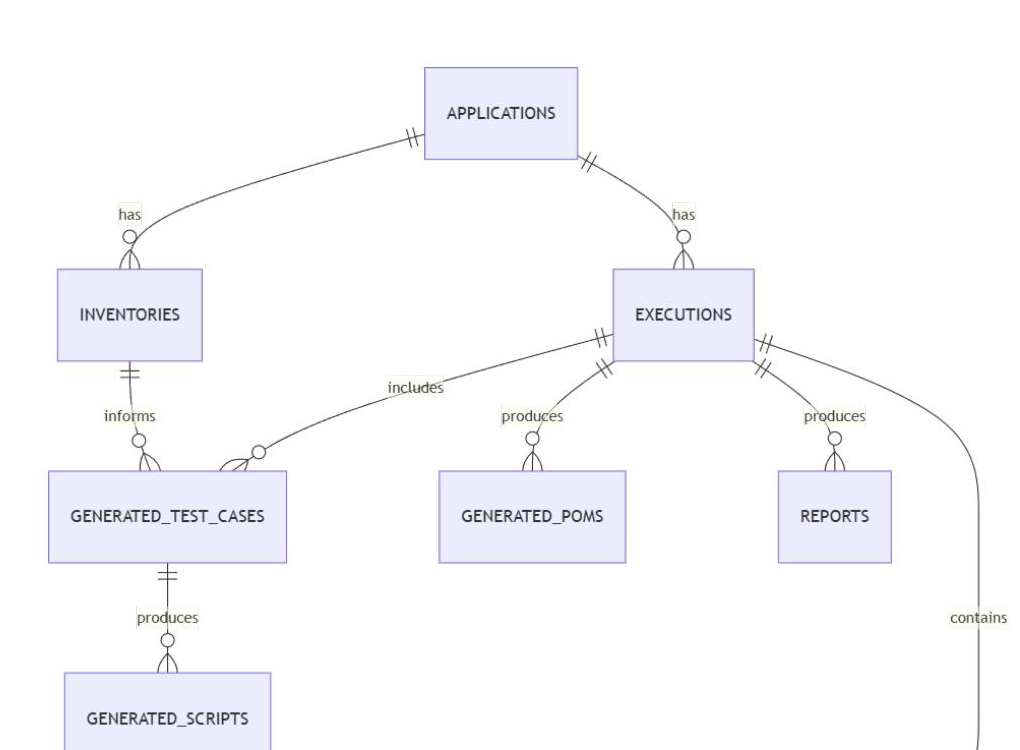 APPLICATIONS
has
has
INVENTORIES
EXECUTIONS
includes
informs
produces
produces
GENERATED_TEST_CASES
GENERATED_POMS
REPORTS
produces
contains
GENERATED_SCRIPTS